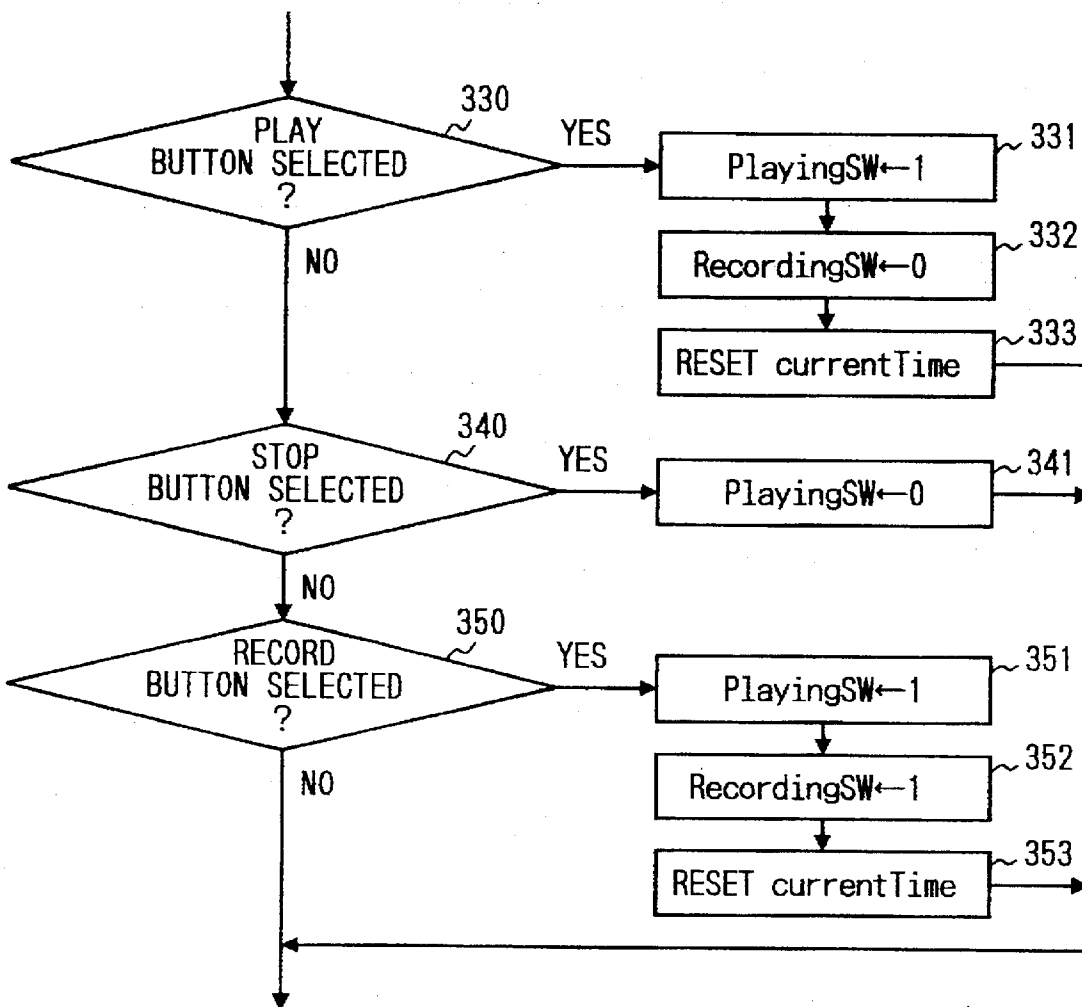 PLAY
BUTTON SELECTED
?
330
YES
PlayingSW←1
331
RecordingSW←0
332
RESET currentTime
333
NO
STOP
BUTTON SELECTED
?
340
YES
PlayingSW←0
341
NO
RECORD
BUTTON SELECTED
?
350
YES
PlayingSW←1
351
RecordingSW←1
352
RESET currentTime
353
NO